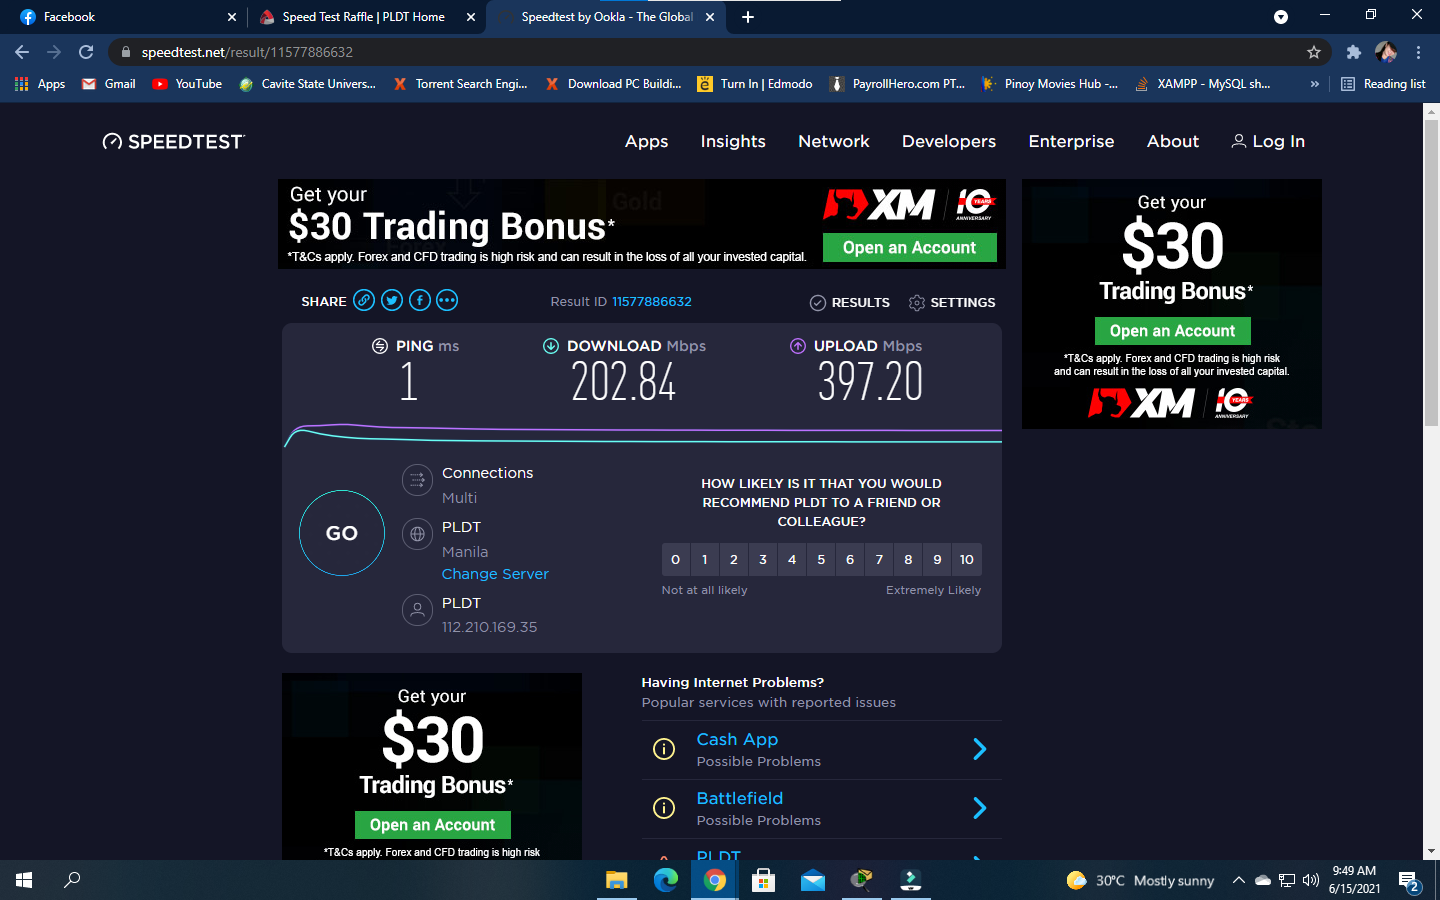 Facebook
Speed Test Raffle | PLDT Home
Speedtest by Ookla - The Global
speedtest.net/result/11577886632
Apps
Gmail
YouTube
Cavite State Univers...
Torrent Search Engi...
Download PC Buildi...
Turn In | Edmodo
PayrollHero.com PT...
Pinoy Movies Hub -...
XAMPP - MySQL sh...
»
Reading list
SPEEDTEST
Apps
Insights
Network
Developers
Enterprise
About
Log In
Get your
$30 Trading Bonus*
*T&Cs apply. Forex and CFD trading is high risk and can result in the loss of all your invested capital.
Gold
XM
10
YEARS
ANNIVERSARY
Open an Account
Get your
$30
Trading Bonus*
Open an Account
*T&Cs apply. Forex and CFD trading is high risk
and can result in the loss of all your invested capital.
XM
10
YEARS
ANNIVERSARY
SHARE
Result ID 11577886632
RESULTS
SETTINGS
PING ms
1
DOWNLOAD Mbps
202.84
UPLOAD Mbps
397.20
GO
Connections
Multi
PLDT
Manila
Change Server
PLDT
112.210.169.35
HOW LIKELY IS IT THAT YOU WOULD
RECOMMEND PLDT TO A FRIEND OR
COLLEAGUE?
0 1 2 3 4 5 6 7 8 9 10
Not at all likely
Extremely Likely
Get your
$30
Trading Bonus*
Open an Account
*T&Cs apply. Forex and CFD trading is high risk
Having Internet Problems?
Popular services with reported issues
Cash App
Possible Problems
Battlefield
Possible Problems
PLDT
30°C Mostly sunny
9:49 AM
6/15/2021
2